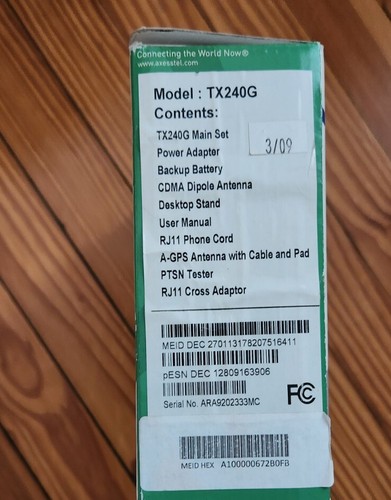 Connecting the World Now®
www.axesstel.com
Model : TX240G
Contents:
TX240G Main Set
3/09
Power Adapter
Backup Battery
CDMA Dipole Antenna
Desktop Stand
User Manual
RJ11 Phone Cord
A-GPS Antenna with Cable and Pad
PTSN Tester
RJ11 Cross Adaptor
MEID DEC 270113178207516411
pESN DEC 12809163906
Serial No. ARA9202333MC
FC
MEID HEX A100000672B0FB